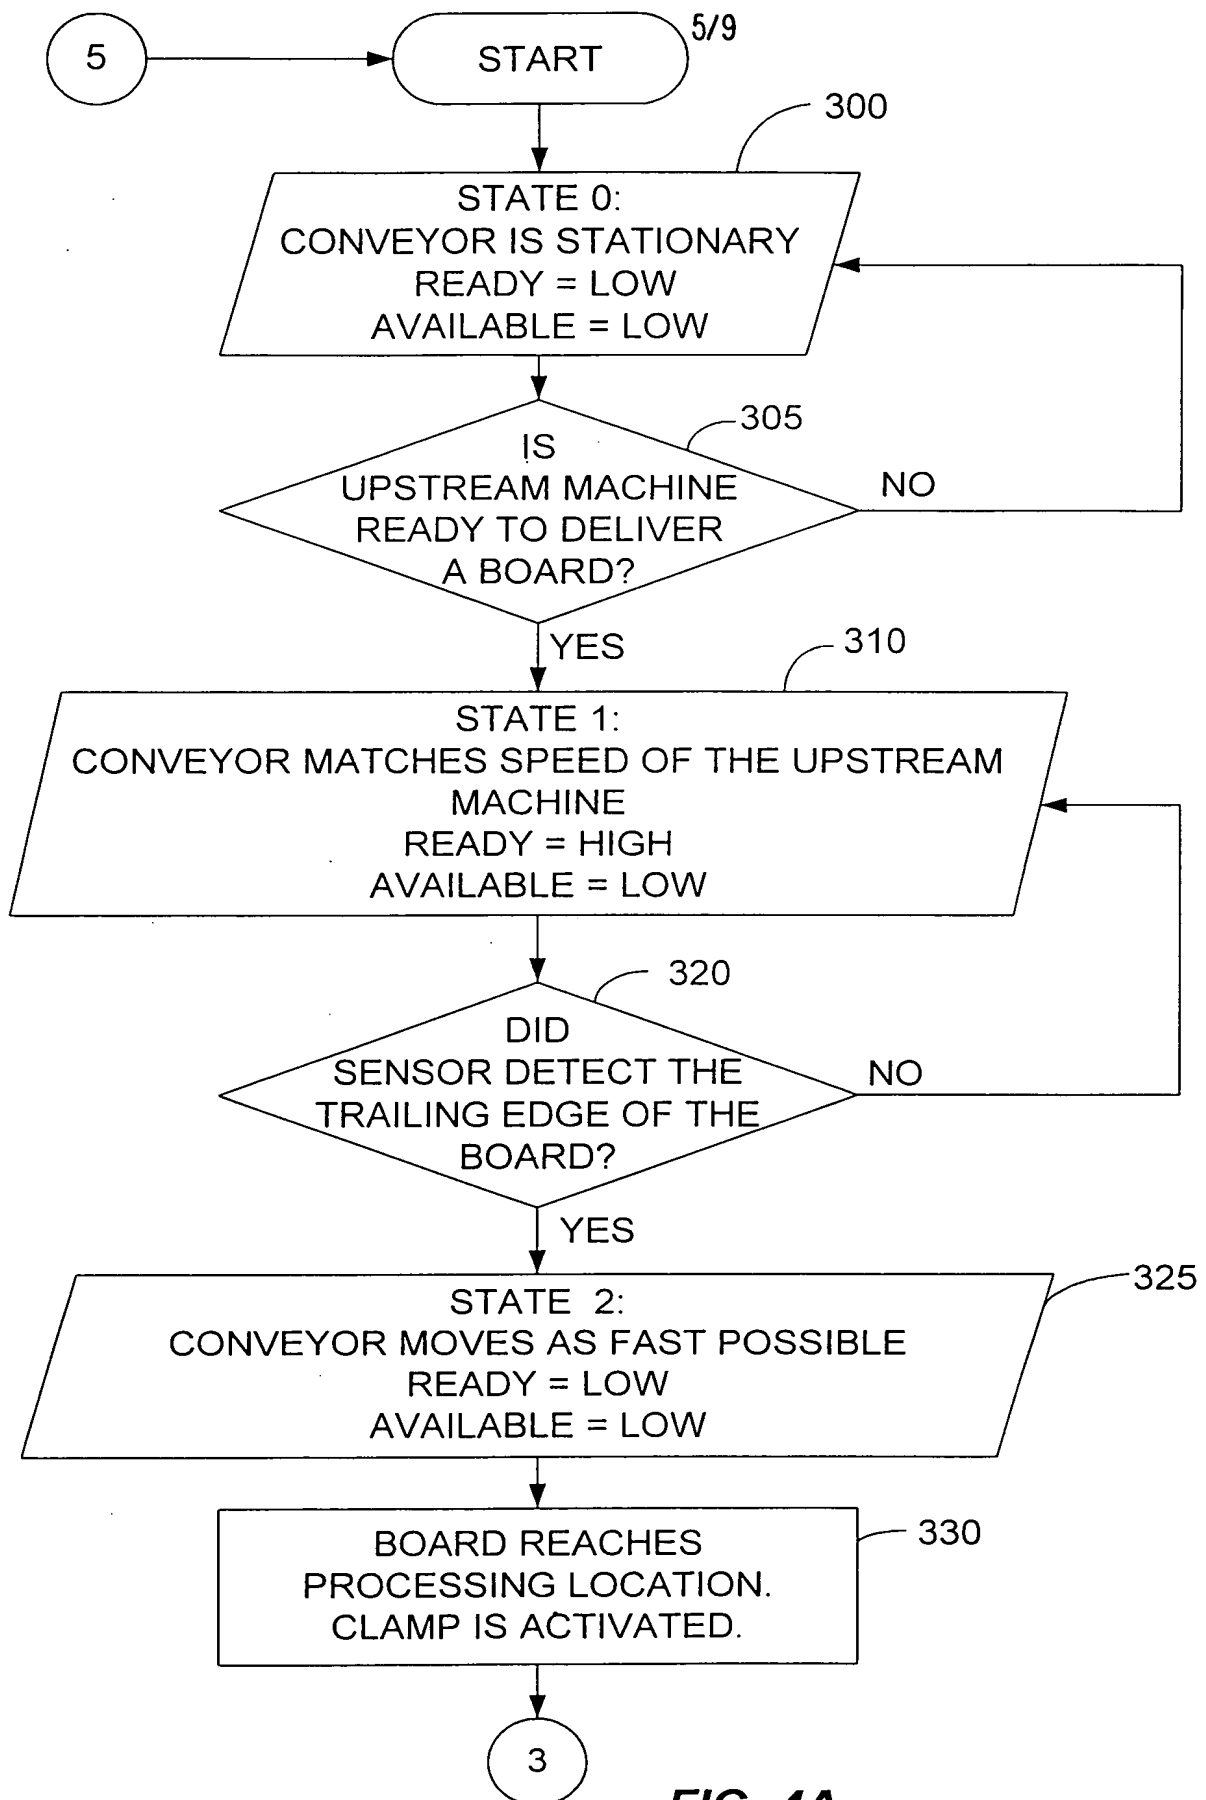 5
START
5/9
300
STATE 0:
CONVEYOR IS STATIONARY
READY = LOW
AVAILABLE = LOW
305
IS
UPSTREAM MACHINE
READY TO DELIVER
A BOARD?
NO
YES
310
STATE 1:
CONVEYOR MATCHES SPEED OF THE UPSTREAM
MACHINE
READY = HIGH
AVAILABLE = LOW
320
DID
SENSOR DETECT THE
TRAILING EDGE OF THE
BOARD?
NO
YES
325
STATE 2:
CONVEYOR MOVES AS FAST POSSIBLE
READY = LOW
AVAILABLE = LOW
330
BOARD REACHES
PROCESSING LOCATION.
CLAMP IS ACTIVATED.
3
FIG. 4A